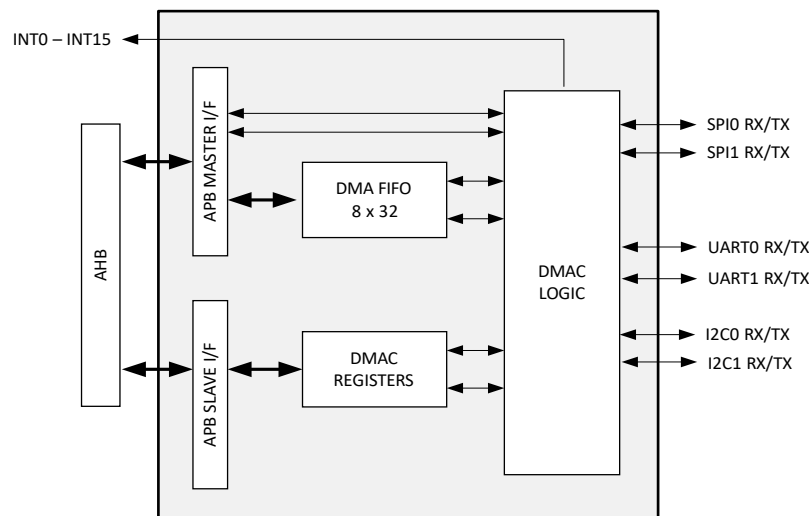 INT0 – INT15
AHB
APB MASTER I/F
APB SLAVE I/F
DMA FIFO
8 x 32
DMAC
REGISTERS
DMAC
LOGIC
SPI0 RX/TX
SPI1 RX/TX
UART0 RX/TX
UART1 RX/TX
I2C0 RX/TX
I2C1 RX/TX